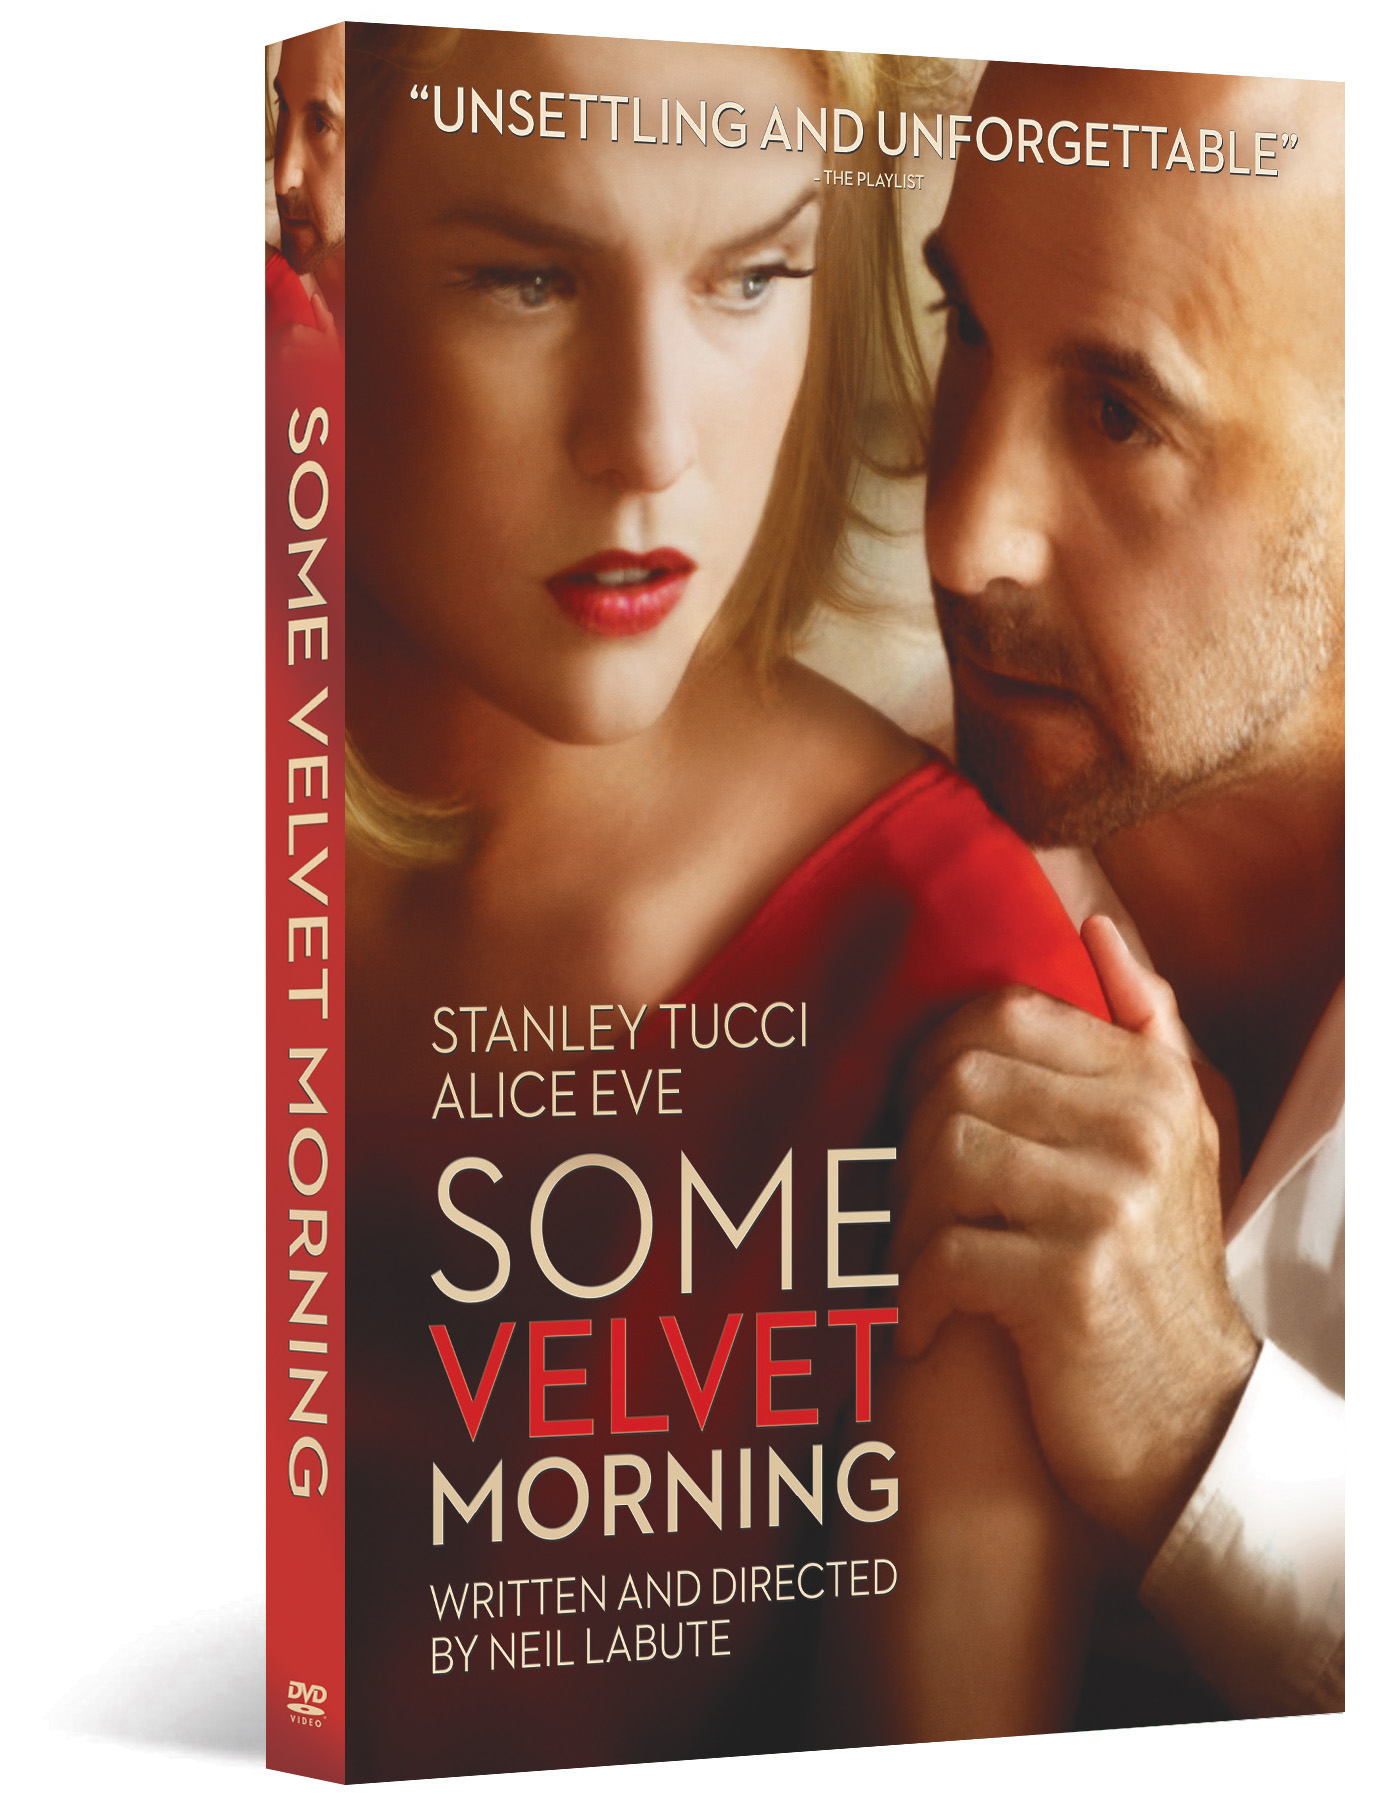 “UNSETTLING AND UNFORGETTABLE”
- THE PLAYLIST
STANLEY TUCCI
ALICE EVE
SOME
VELVET
MORNING
WRITTEN AND DIRECTED
BY NEIL LABUTE
SOME VELVET MORNING
DVD
VIDEO